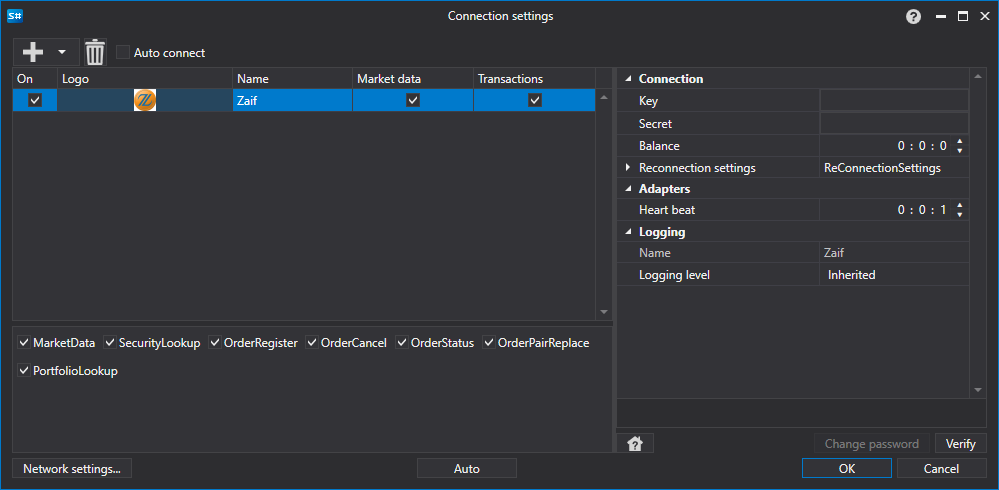 S#
Connection settings
?
Auto connect
On Logo Name Market data Transactions
Zaif
MarketData SecurityLookup OrderRegister OrderCancel OrderStatus OrderPairReplace
PortfolioLookup
Connection
Key
Secret
Balance 0 : 0 : 0
Reconnection settings ReConnectionSettings
Adapters
Heart beat 0 : 0 : 1
Logging
Name Zaif
Logging level Inherited
?
Change password Verify
Network settings... Auto OK Cancel